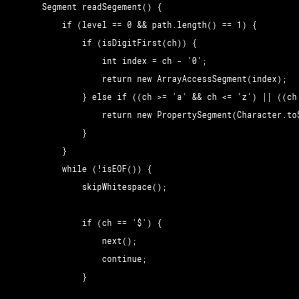 Segment readSegement() {
if (level == 0 && path.length() == 1) {
if (isDigitFirst(ch)) {
int index = ch - '0';
return new ArrayAccessSegment(index);
} else if ((ch >= 'a' && ch <= 'z') || ((ch
return new PropertySegment(Character.toS
}
}
while (!isEOF()) {
skipWhitespace();
if (ch == '$') {
next();
continue;
}